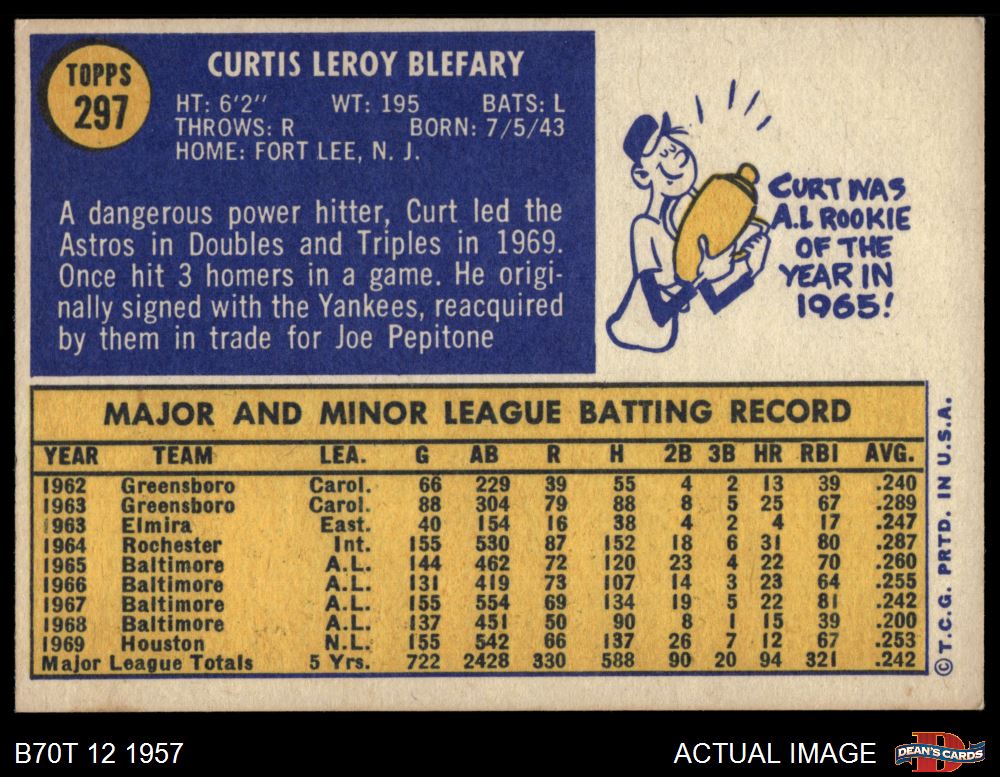 TOPPS
297
CURTIS LEROY BLEFARY
HT: 6'2" WT: 195 BATS: L
THROWS: R BORN: 7/5/43
HOME: FORT LEE, N. J.
A dangerous power hitter, Curt led the
Astros in Doubles and Triples in 1969.
Once hit 3 homers in a game. He origi-
nally signed with the Yankees, reacquired
by them in trade for Joe Pepitone
CURT WAS
A.L ROOKIE
OF THE
YEAR IN
1965!
MAJOR AND MINOR LEAGUE BATTING RECORD
YEAR TEAM LEA. G AB R H 2B 3B HR RBI AVG.
1962 Greensboro Carol. 66 229 39 55 4 2 13 39 .240
1963 Greensboro Carol. 88 304 79 88 8 5 25 67 .289
1963 Elmira East. 40 154 16 38 4 2 4 17 .247
1964 Rochester Int. 155 530 87 152 18 6 31 80 .287
1965 Baltimore A.L. 144 462 72 120 23 4 22 70 .260
1966 Baltimore A.L. 131 419 73 107 14 3 23 64 .255
1967 Baltimore A.L. 155 554 69 134 19 5 22 81 .242
1968 Baltimore A.L. 137 451 50 90 8 1 15 39 .200
1969 Houston N.L. 155 542 66 137 26 7 12 67 .253
Major League Totals 5 Yrs. 722 2428 330 588 90 20 94 321 .242
© T.C.G. PRTD. IN U.S.A.
B70T 12 1957
ACTUAL IMAGE
DEAN'S CARDS